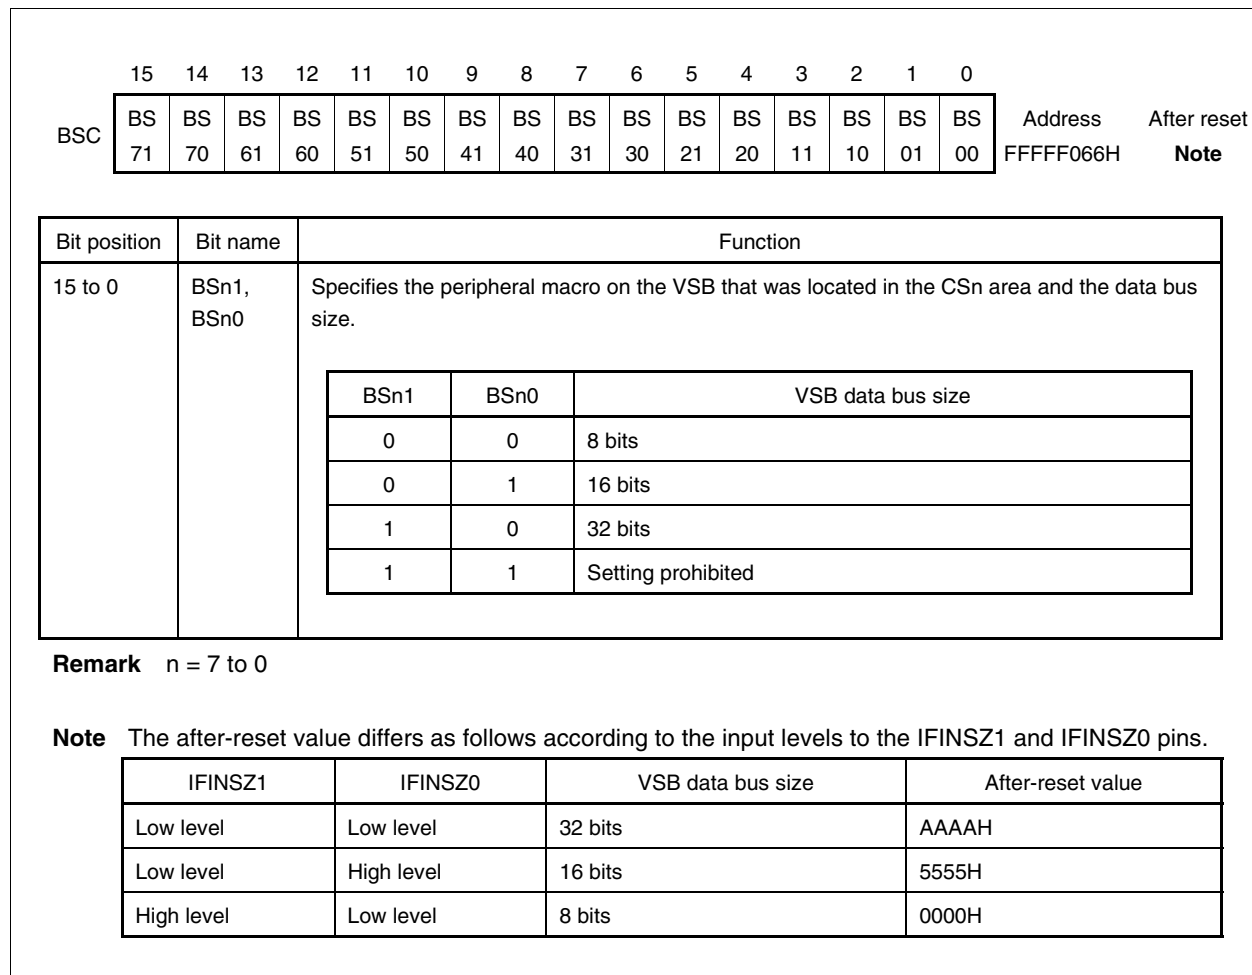 15 14 13 12 11 10 9 8 7 6 5 4 3 2 1 0
BSC BS BS BS BS BS BS BS BS BS BS BS BS BS BS BS BS Address After reset
71 70 61 60 51 50 41 40 31 30 21 20 11 10 01 00 FFFFF066H Note
Bit position Bit name Function
15 to 0 BSn1, Specifies the peripheral macro on the VSB that was located in the CSn area and the data bus
BSn0 size.
BSn1 BSn0 VSB data bus size
0 0 8 bits
0 1 16 bits
1 0 32 bits
1 1 Setting prohibited
Remark n = 7 to 0
Note The after-reset value differs as follows according to the input levels to the IFINSZ1 and IFINSZ0 pins.
IFINSZ1 IFINSZ0 VSB data bus size After-reset value
Low level Low level 32 bits AAAAH
Low level High level 16 bits 5555H
High level Low level 8 bits 0000H